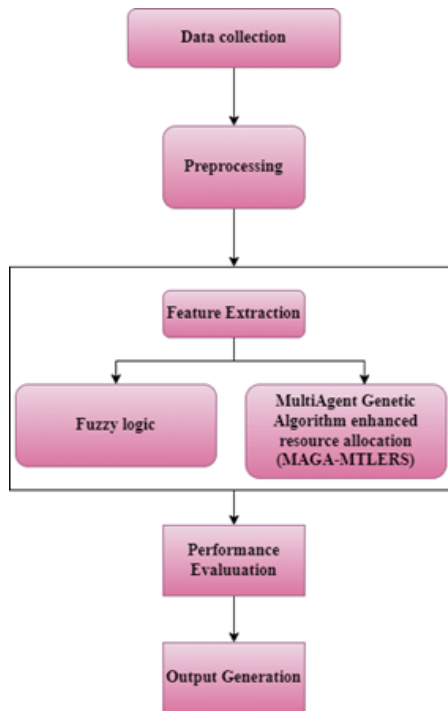 Data collection
Preprocessing
Feature Extraction
Fuzzy logic
MultiAgent Genetic
Algorithm enhanced
resource allocation
(MAGA-MTLERS)
Performance
Evaluuation
Output Generation